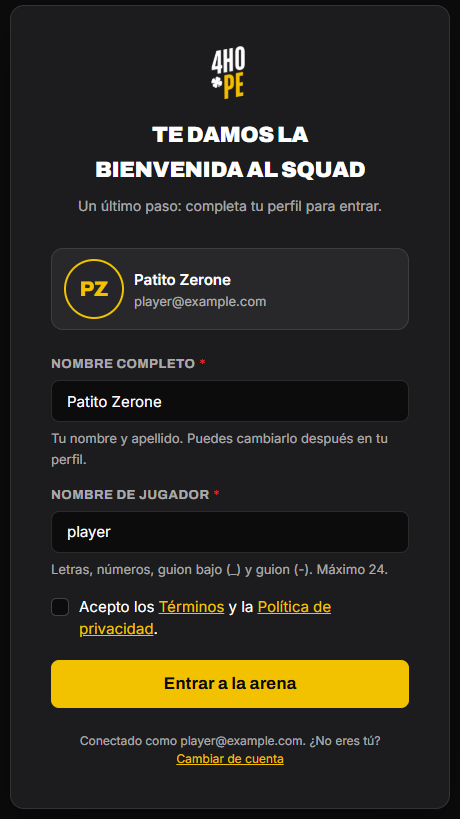 4HO
PE
TE DAMOS LA
BIENVENIDA AL SQUAD
Un último paso: completa tu perfil para entrar.
PZ
Patito Zerone
player@example.com
NOMBRE COMPLETO *
Patito Zerone
Tu nombre y apellido. Puedes cambiarlo después en tu
perfil.
NOMBRE DE JUGADOR *
player
Letras, números, guion bajo (_) y guion (-). Máximo 24.
Acepto los Términos y la Política de
privacidad.
Entrar a la arena
Conectado como player@example.com. ¿No eres tú?
Cambiar de cuenta